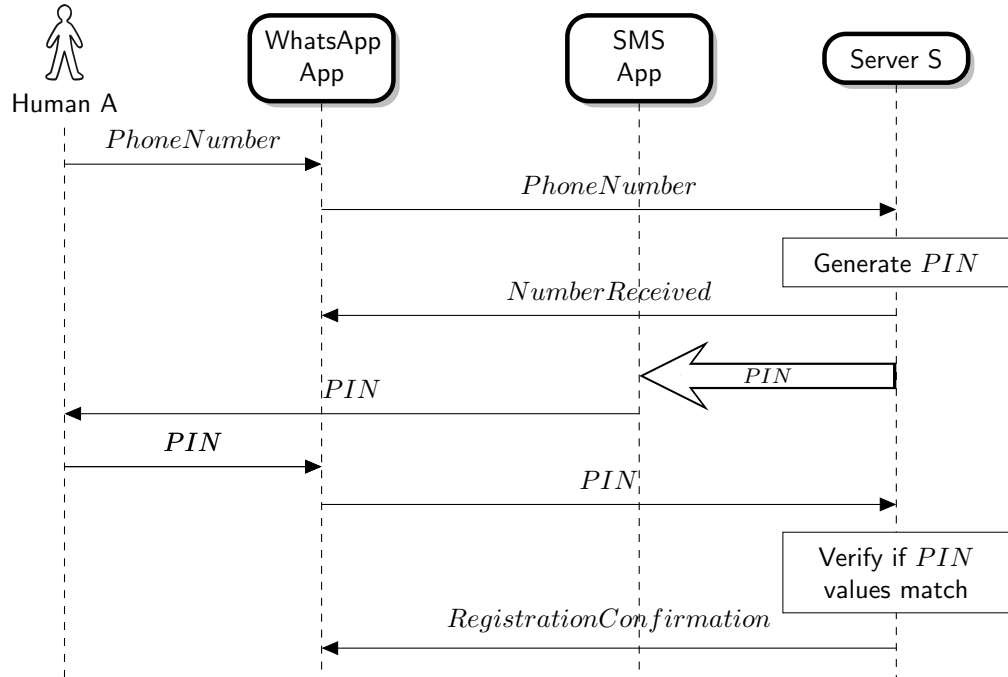 WhatsApp
App
SMS
App
Server S
Human A
PhoneNumber
PhoneNumber
Generate PIN
NumberReceived
PIN
PIN
PIN
PIN
Verify if PIN
values match
RegistrationConfirmation